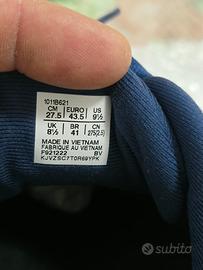 1011B621
CM EURO US
27.5 43.5 9½
UK BR CN
8½ 41 275(2.5)
MADE IN VIETNAM
FABRIQUE AU VIETNAM
F921222 BV
KJVZSC7T0R69YPK
subito